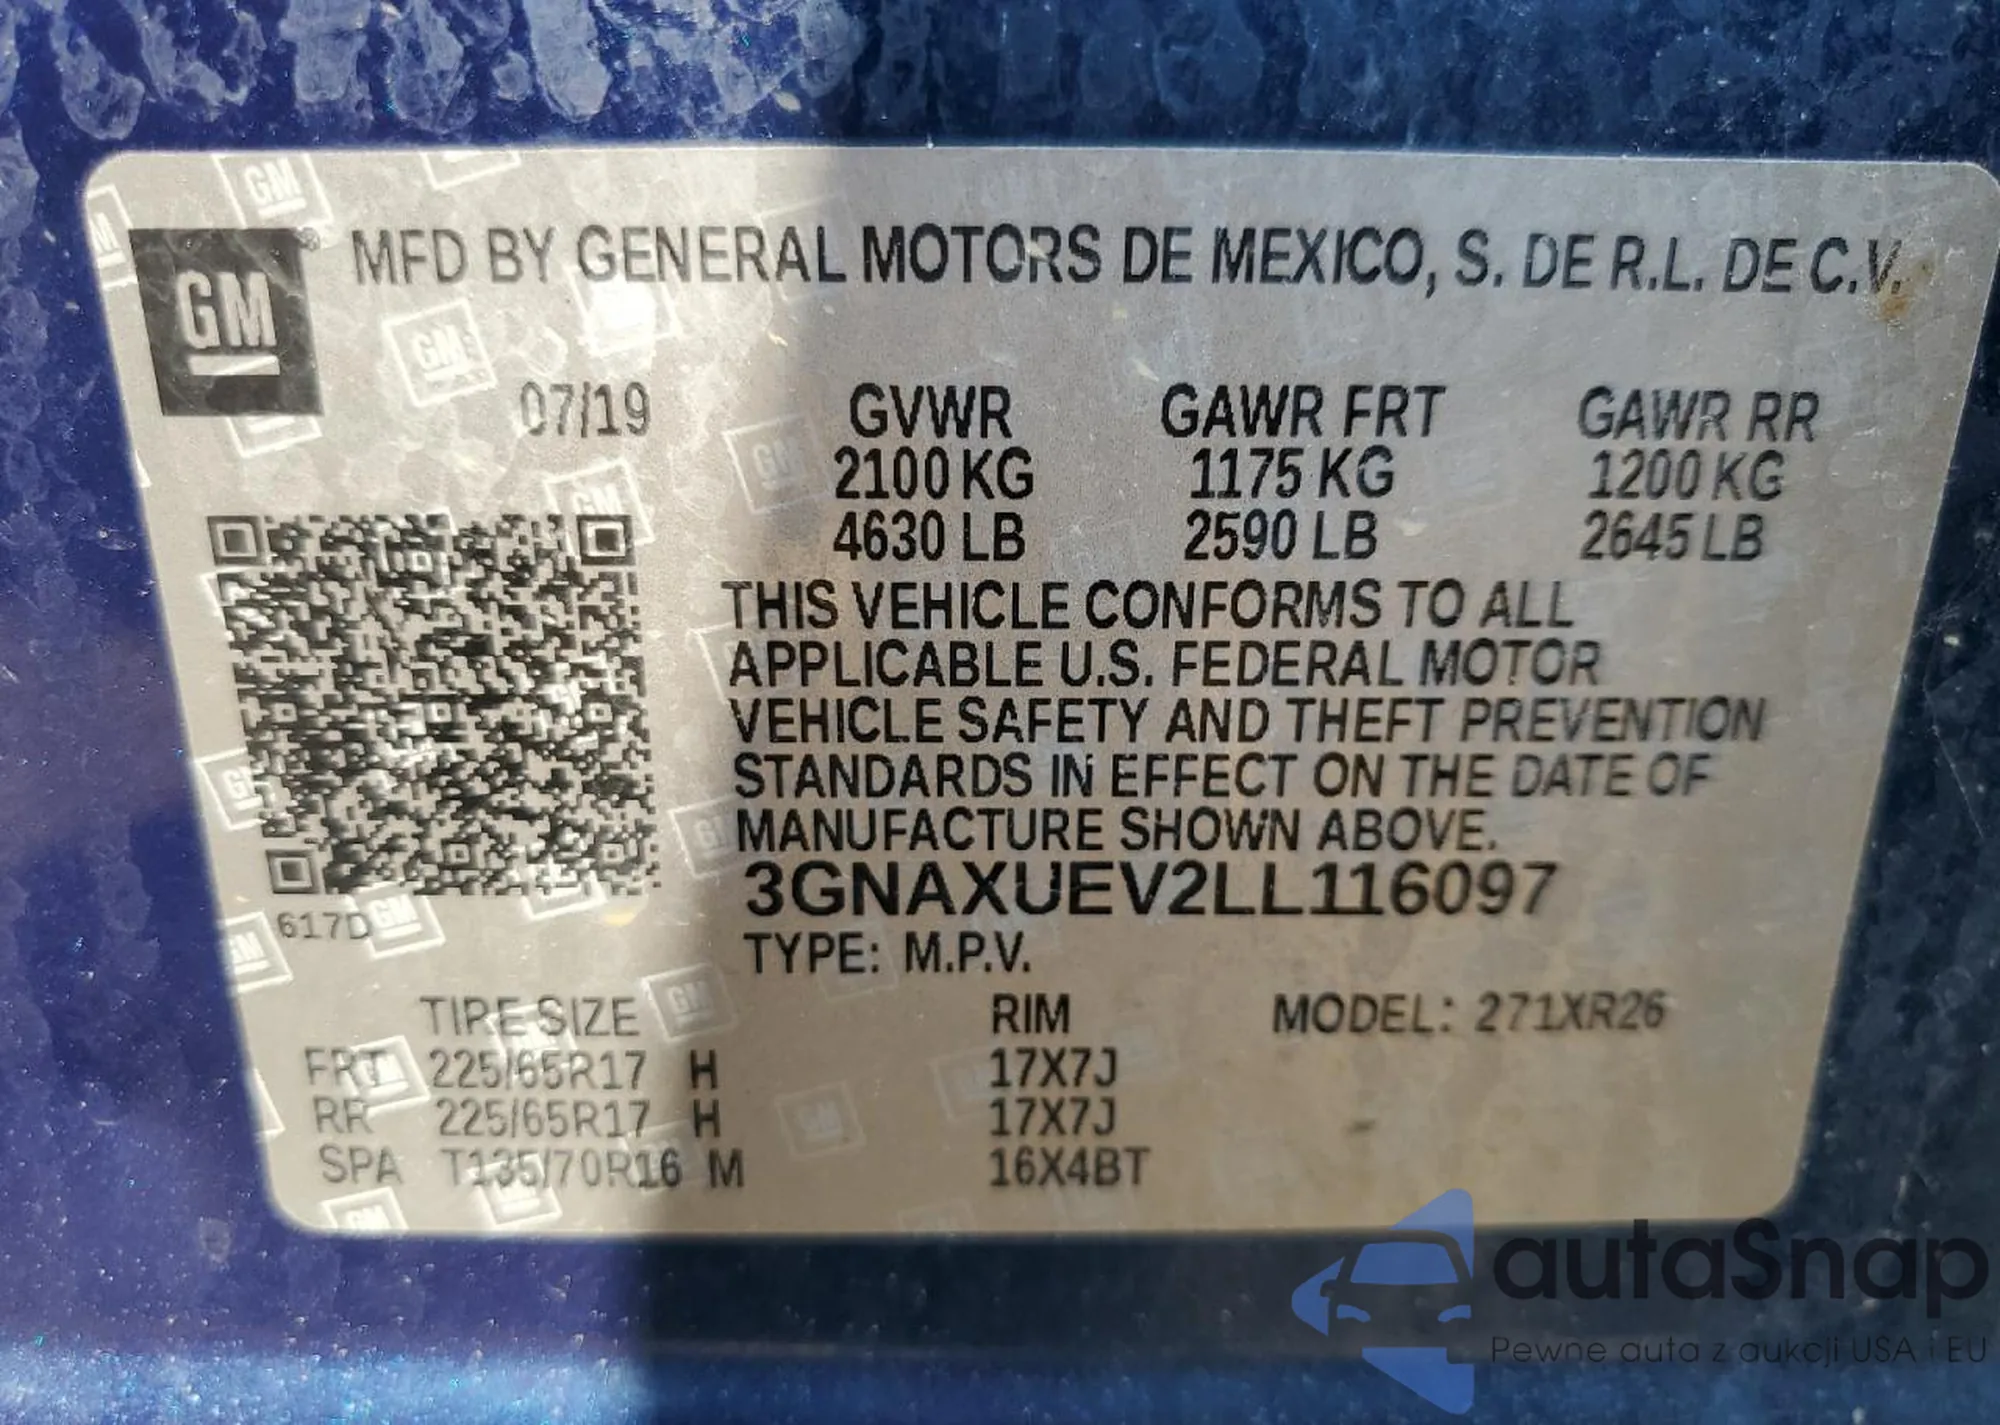 GM
MFD BY GENERAL MOTORS DE MEXICO, S. DE R.L. DE C.V.
07/19 GVWR GAWR FRT GAWR RR
2100 KG 1175 KG 1200 KG
4630 LB 2590 LB 2645 LB
THIS VEHICLE CONFORMS TO ALL
APPLICABLE U.S. FEDERAL MOTOR
VEHICLE SAFETY AND THEFT PREVENTION
STANDARDS IN EFFECT ON THE DATE OF
MANUFACTURE SHOWN ABOVE.
3GNAXUEV2LL116097
617D
TYPE: M.P.V.
TIRE SIZE RIM MODEL: 271XR26
FRT 225/65R17 H 17X7J
RR 225/65R17 H 17X7J
SPA T135/70R16 M 16X4BT
autaSnap
Pewne auta z aukcji USA i EU